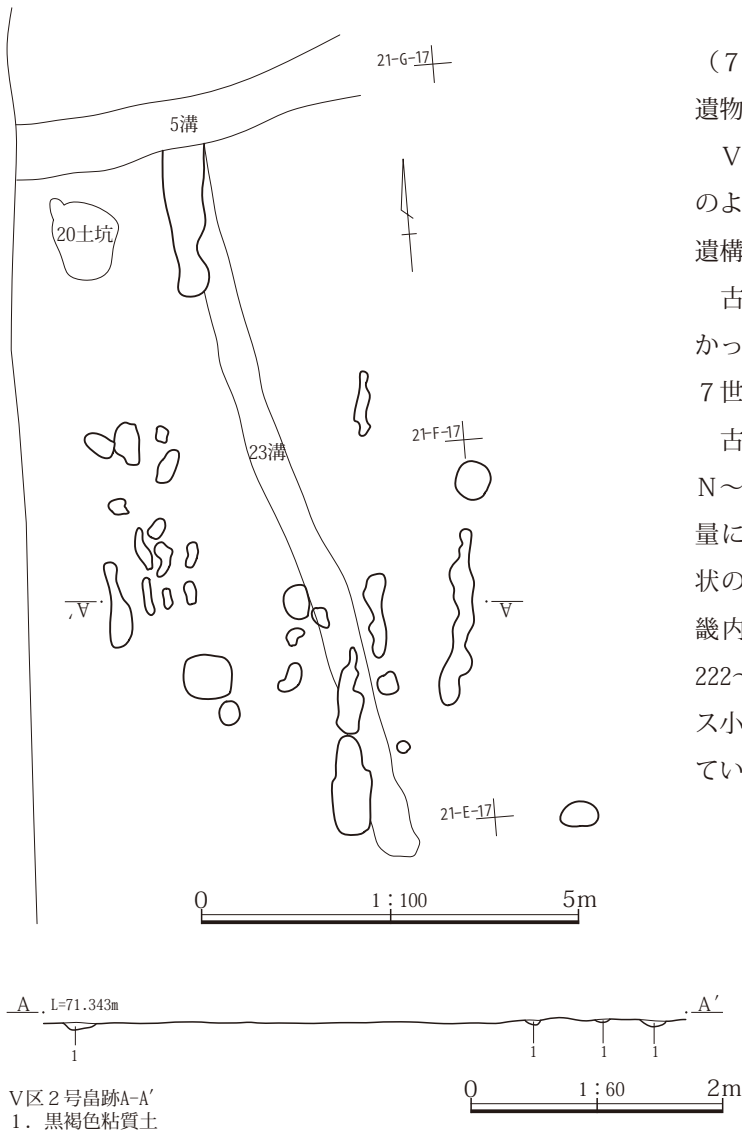 21-G-17
5溝
20土坑
21-F-17
23溝
A′
A
21-E-17
0 1：100 5m
A L=71.343m A′
1 1 1 1
0 1：60 2m
Ⅴ区２号畠跡A-A′
１．黒褐色粘質土
（７
遺物
Ｖ
のよ
遺構
古
かっ
７世
古
Ｎ～
量に
状の
畿内
222～
ス小
てい